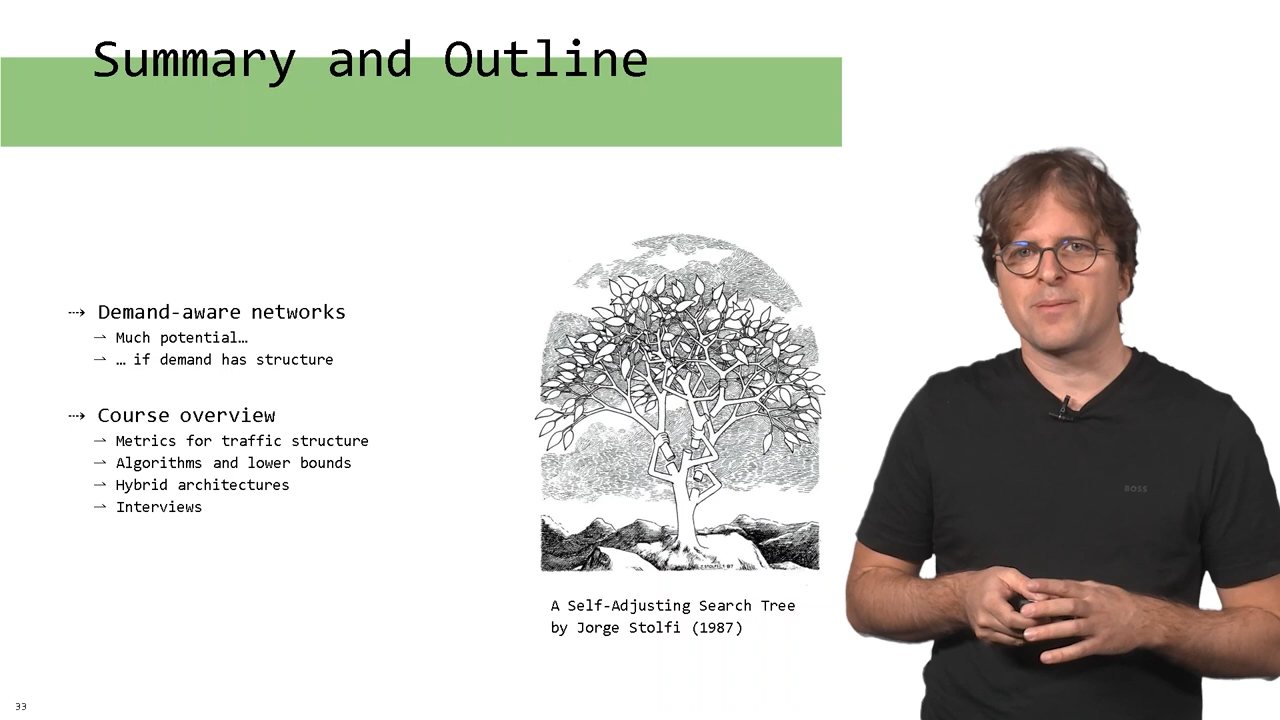 Summary and Outline
⇢ Demand-aware networks
⇀ Much potential…
⇀ … if demand has structure
⇢ Course overview
⇀ Metrics for traffic structure
⇀ Algorithms and lower bounds
⇀ Hybrid architectures
⇀ Interviews
A Self-Adjusting Search Tree
by Jorge Stolfi (1987)
BOSS
33